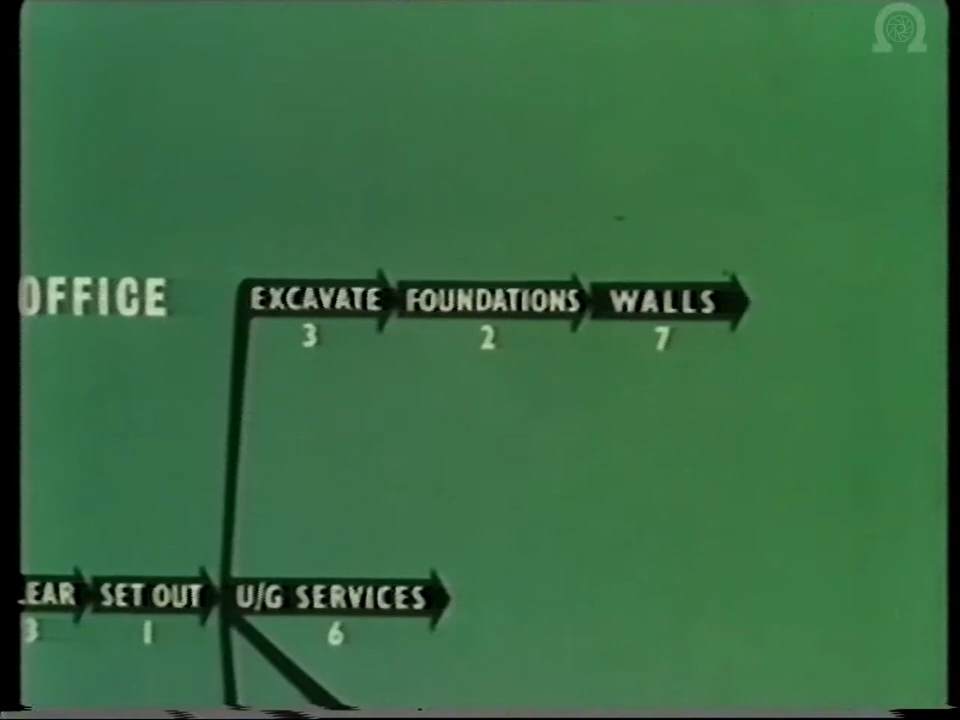 OFFICE
EXCAVATE FOUNDATIONS WALLS
3 2 7
EAR SET OUT U/G SERVICES
3 1 6